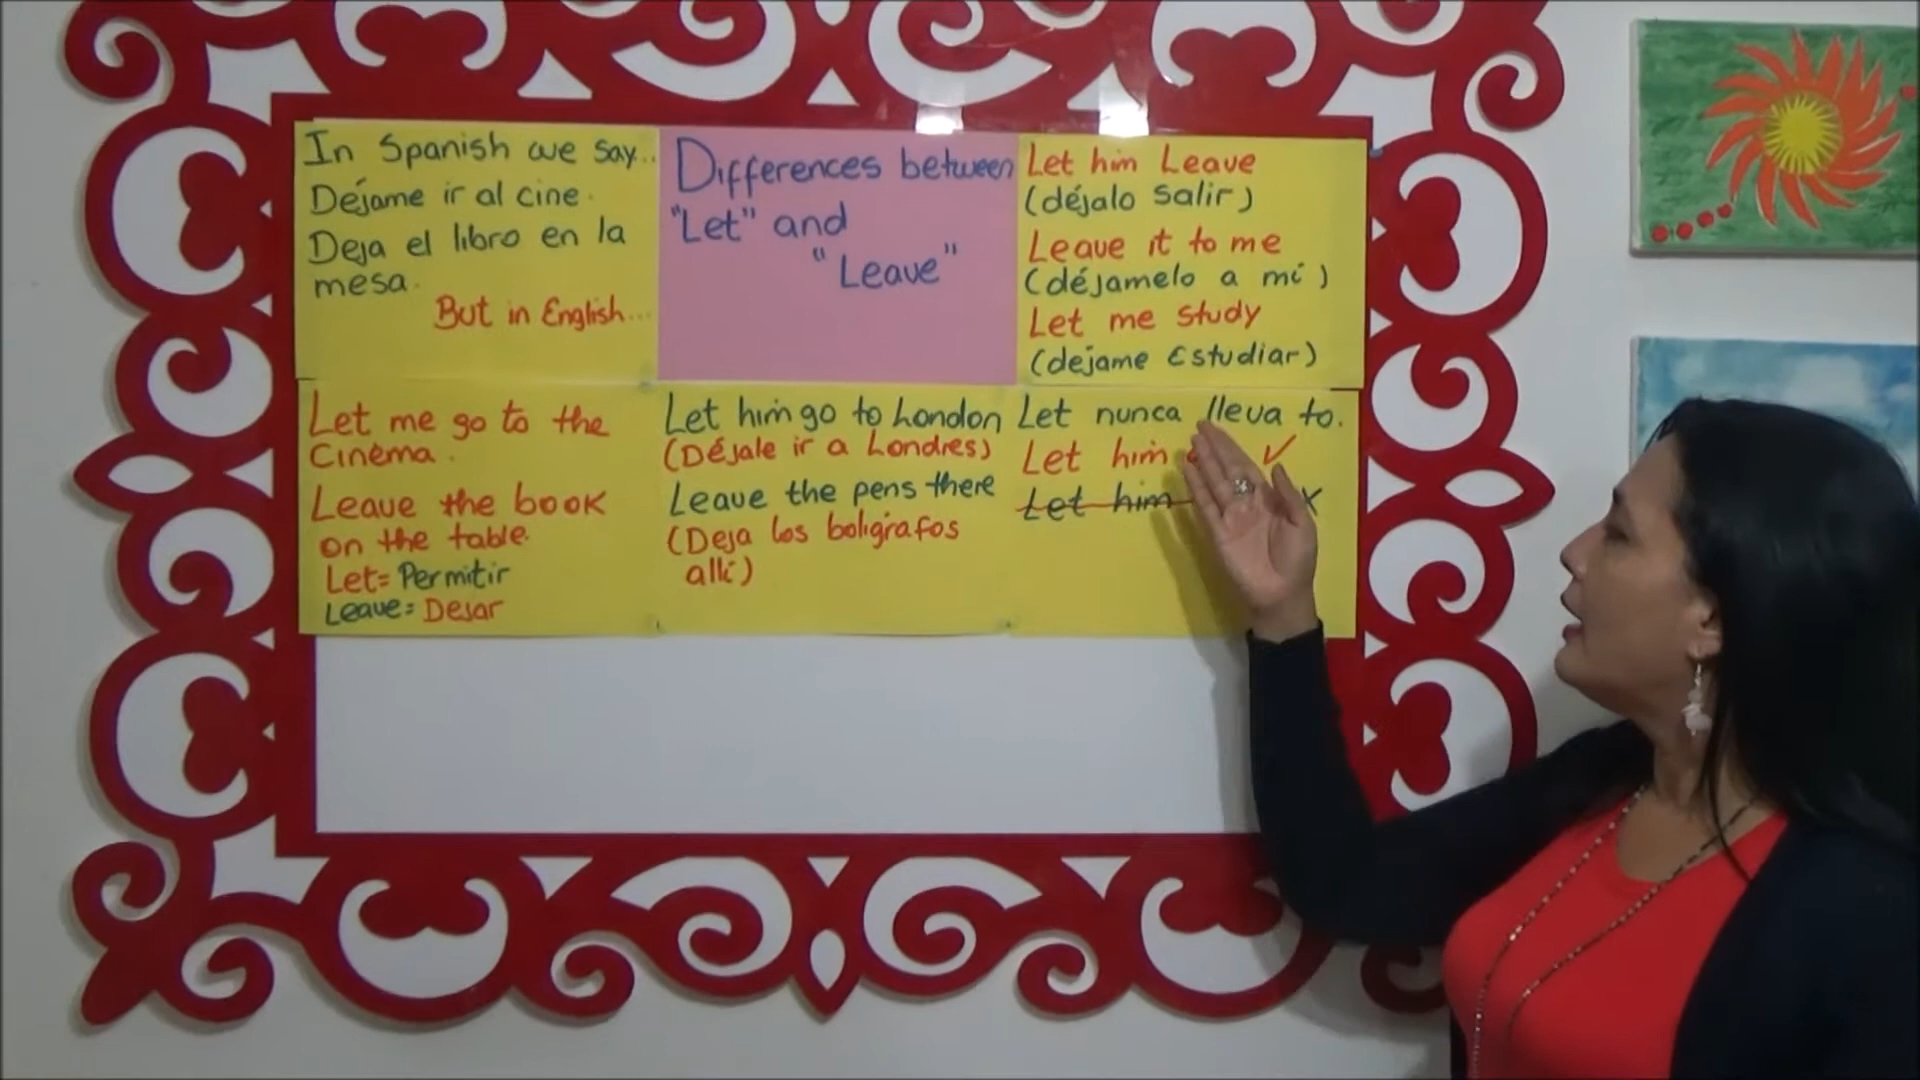 In Spanish we say...
Déjame ir al cine.
Deja el libro en la
mesa.
But in English...
Differences between
"Let" and
"Leave"
Let him Leave
(déjalo salir)
Leave it to me
(déjamelo a mí)
Let me study
(dejame Estudiar)
Let me go to the
Cinema.
Leave the book
on the table.
Let= Permitir
Leave= Dejar
Let him go to London
(Déjale ir a Londres)
Leave the pens there
(Deja los boligrafos
allí)
Let nunca lleva to.
Let him ✓
Let him X